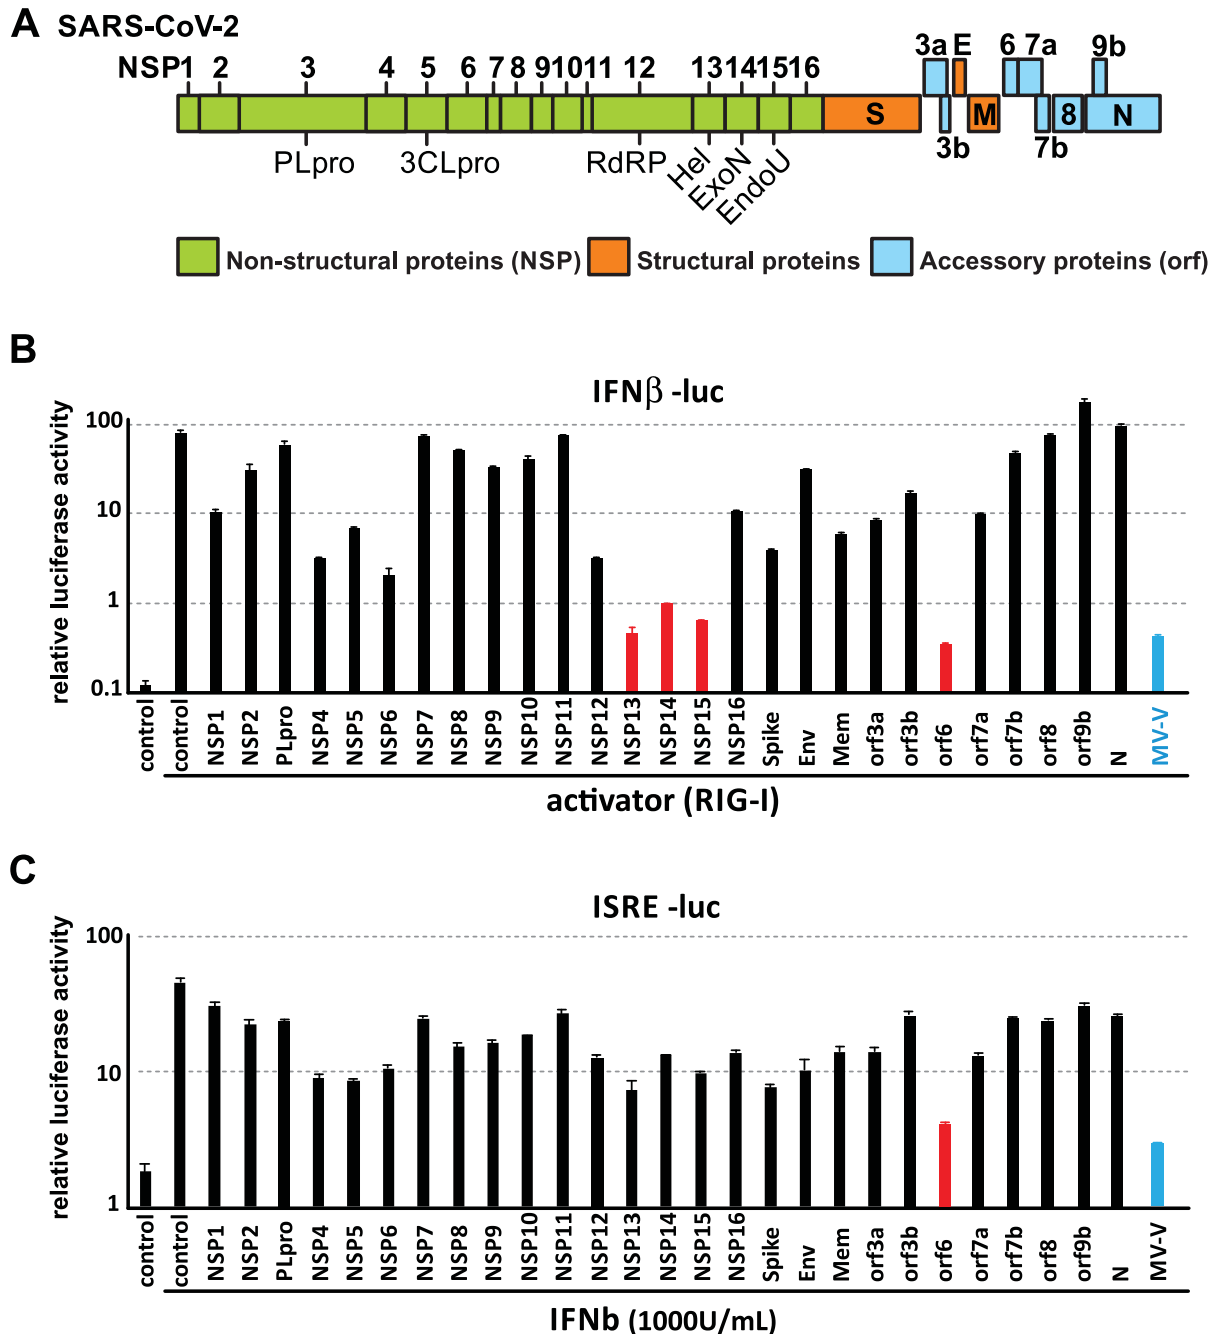 A SARS-CoV-2
3a E 6 7a 9b
NSP1 2 3 4 5 6 7 8 9 10 11 12 13 14 15 16
S M 8 N
3b 7b
PLpro 3CLpro RdRP Hel ExoN EndoU
Non-structural proteins (NSP) Structural proteins Accessory proteins (orf)
B
IFNβ -luc
relative luciferase activity
100
10
1
0.1
control control NSP1 NSP2 PLpro NSP4 NSP5 NSP6 NSP7 NSP8 NSP9 NSP10 NSP11 NSP12 NSP13 NSP14 NSP15 NSP16 Spike Env Mem orf3a orf3b orf6 orf7a orf7b orf8 orf9b N MV-V
activator (RIG-I)
C
ISRE -luc
relative luciferase activity
100
10
1
control control NSP1 NSP2 PLpro NSP4 NSP5 NSP6 NSP7 NSP8 NSP9 NSP10 NSP11 NSP12 NSP13 NSP14 NSP15 NSP16 Spike Env Mem orf3a orf3b orf6 orf7a orf7b orf8 orf9b N MV-V
IFNb (1000U/mL)